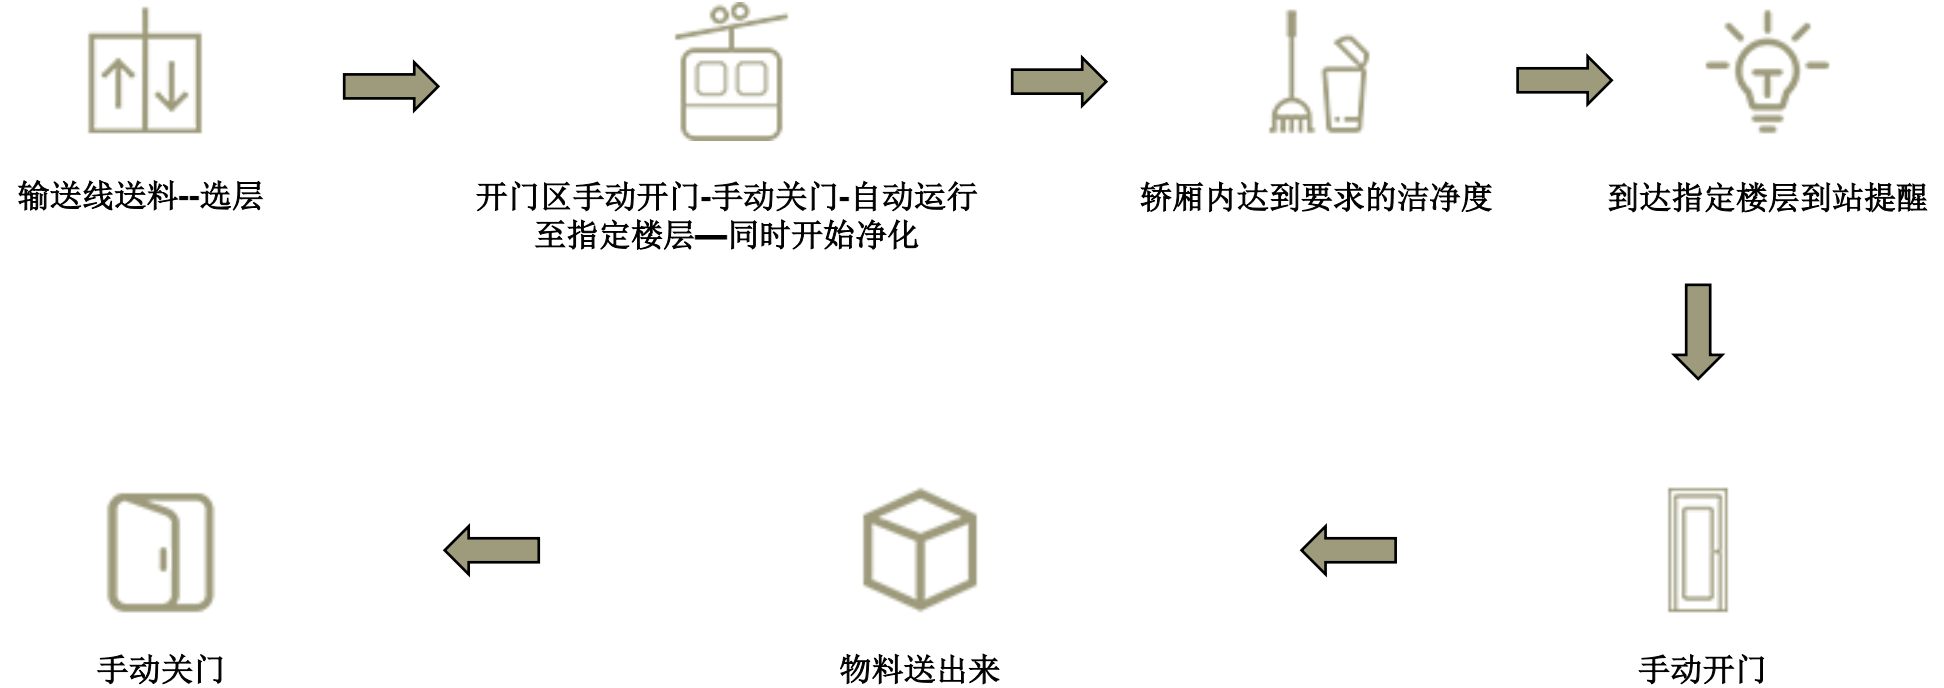 输送线送料--选层
开门区手动开门-手动关门-自动运行
至指定楼层—同时开始净化
轿厢内达到要求的洁净度
到达指定楼层到站提醒
手动开门
物料送出来
手动关门